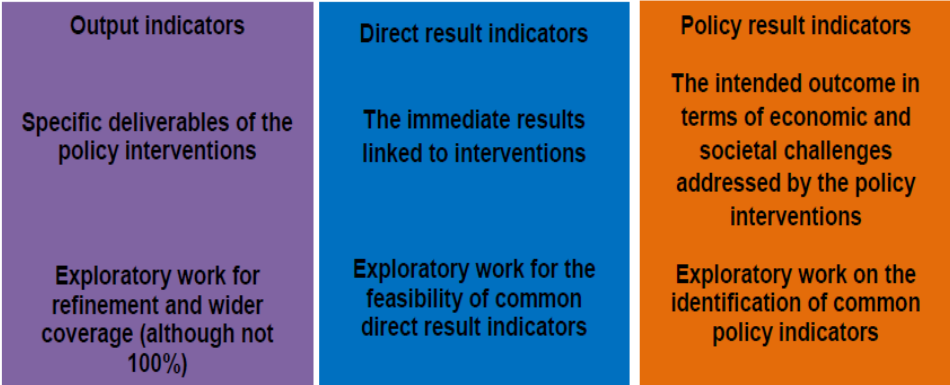 Output indicators
Specific deliverables of the
policy interventions
Exploratory work for
refinement and wider
coverage (although not
100%)
Direct result indicators
The immediate results
linked to interventions
Exploratory work for the
feasibility of common
direct result indicators
Policy result indicators
The intended outcome in
terms of economic and
societal challenges
addressed by the policy
interventions
Exploratory work on the
identification of common
policy indicators